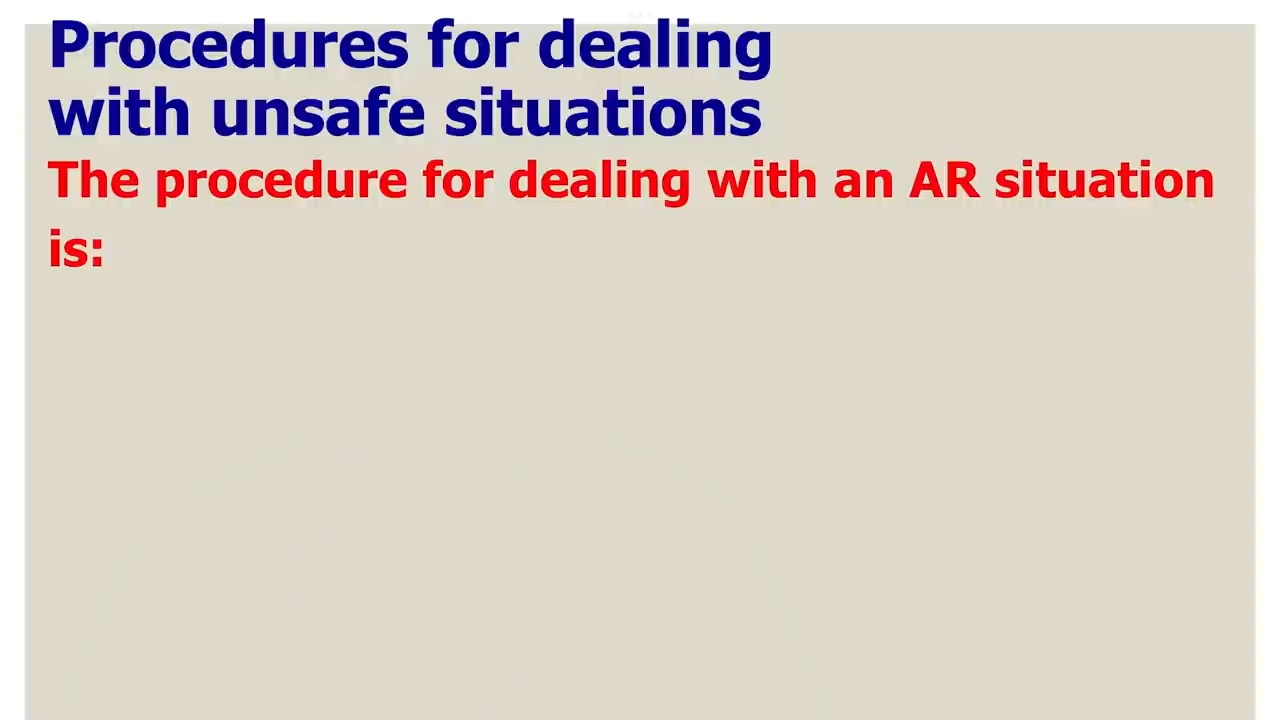 Procedures for dealing
with unsafe situations
The procedure for dealing with an AR situation
is: